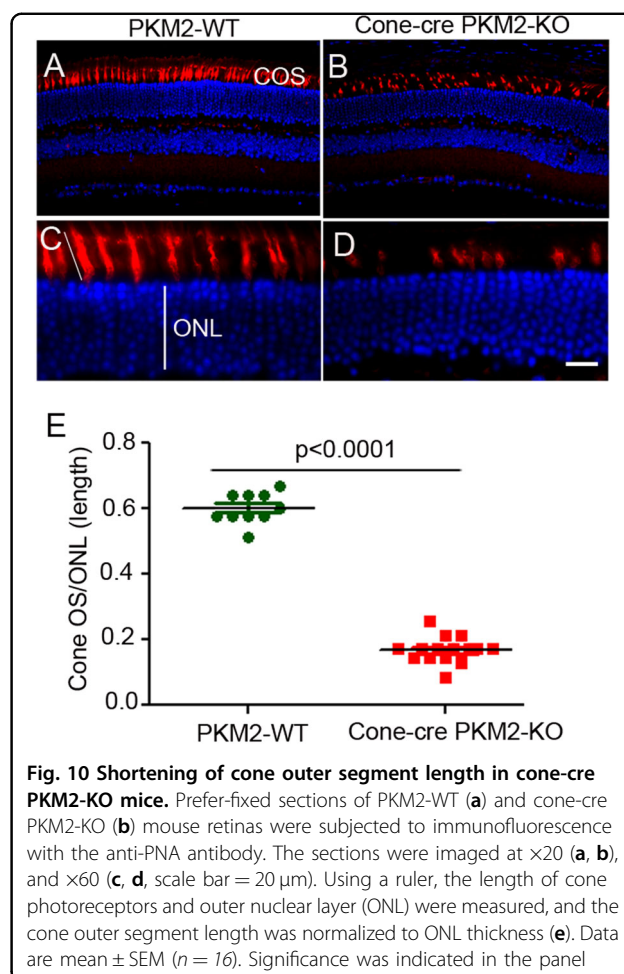 PKM2-WT
Cone-cre PKM2-KO
A
COS
B
C
ONL
D
E
0.8
0.6
0.4
0.2
0.0
Cone OS/ONL (length)
p<0.0001
PKM2-WT
Cone-cre PKM2-KO
Fig. 10 Shortening of cone outer segment length in cone-cre
PKM2-KO mice. Prefer-fixed sections of PKM2-WT (a) and cone-cre
PKM2-KO (b) mouse retinas were subjected to immunofluorescence
with the anti-PNA antibody. The sections were imaged at ×20 (a, b),
and ×60 (c, d, scale bar = 20 μm). Using a ruler, the length of cone
photoreceptors and outer nuclear layer (ONL) were measured, and the
cone outer segment length was normalized to ONL thickness (e). Data
are mean ± SEM (n = 16). Significance was indicated in the panel